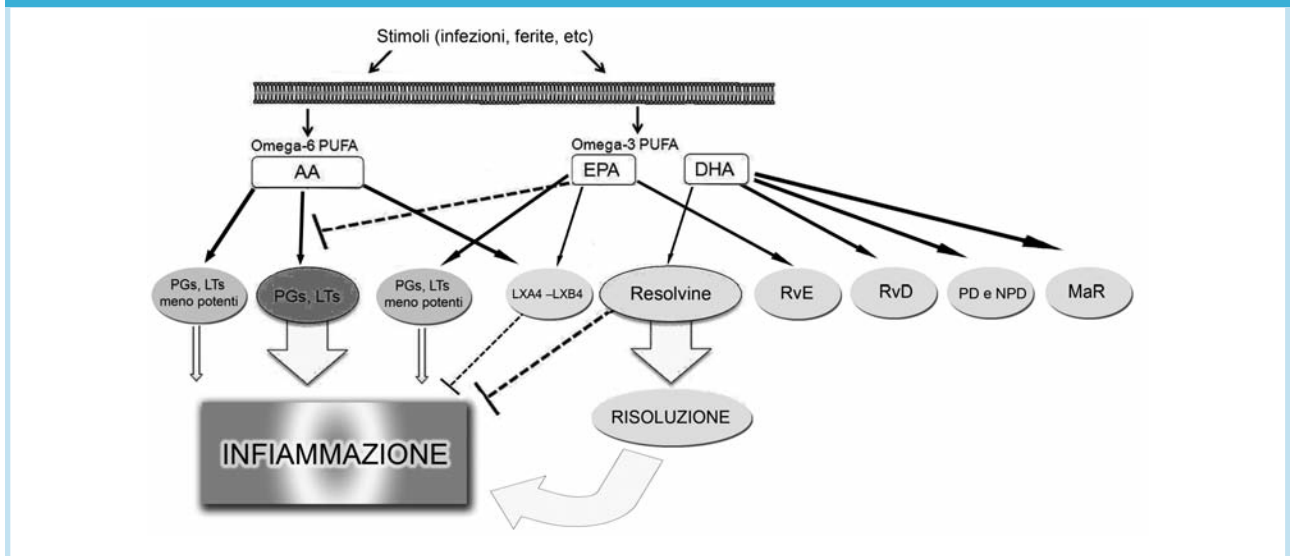 Stimoli (infezioni, ferite, etc)
Omega-6 PUFA
Omega-3 PUFA
AA
EPA
DHA
PGs, LTs
meno potenti
PGs, LTs
PGs, LTs
meno potenti
LXA4 –LXB4
Resolvine
RvE
RvD
PD e NPD
MaR
RISOLUZIONE
INFIAMMAZIONE